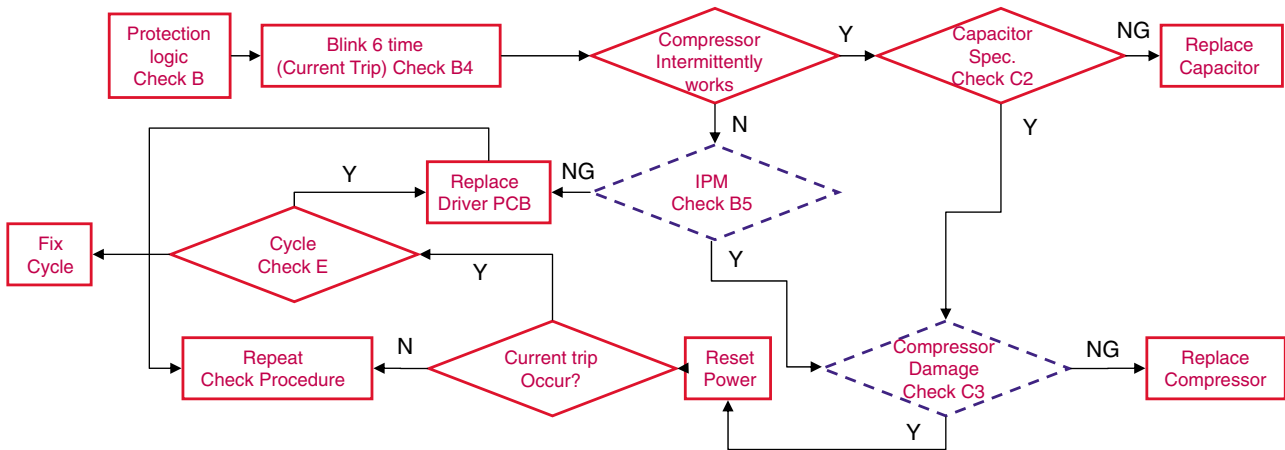 Protection
logic
Check B
Blink 6 time
(Current Trip) Check B4
Compressor
Intermittently
works
Y
Capacitor
Spec.
Check C2
NG
Replace
Capacitor
N
Y
IPM
Check B5
NG
Replace
Driver PCB
Y
Fix
Cycle
Cycle
Check E
Y
Y
Repeat
Check Procedure
N
Current trip
Occur?
Reset
Power
Compressor
Damage
Check C3
NG
Replace
Compressor
Y